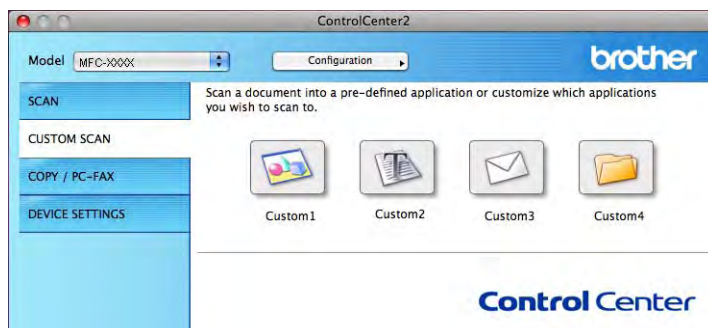 ControlCenter2
Model MFC-XXXX Configuration brother
SCAN
Scan a document into a pre-defined application or customize which applications
you wish to scan to.
CUSTOM SCAN
COPY / PC-FAX
DEVICE SETTINGS
Custom1 Custom2 Custom3 Custom4
Control Center